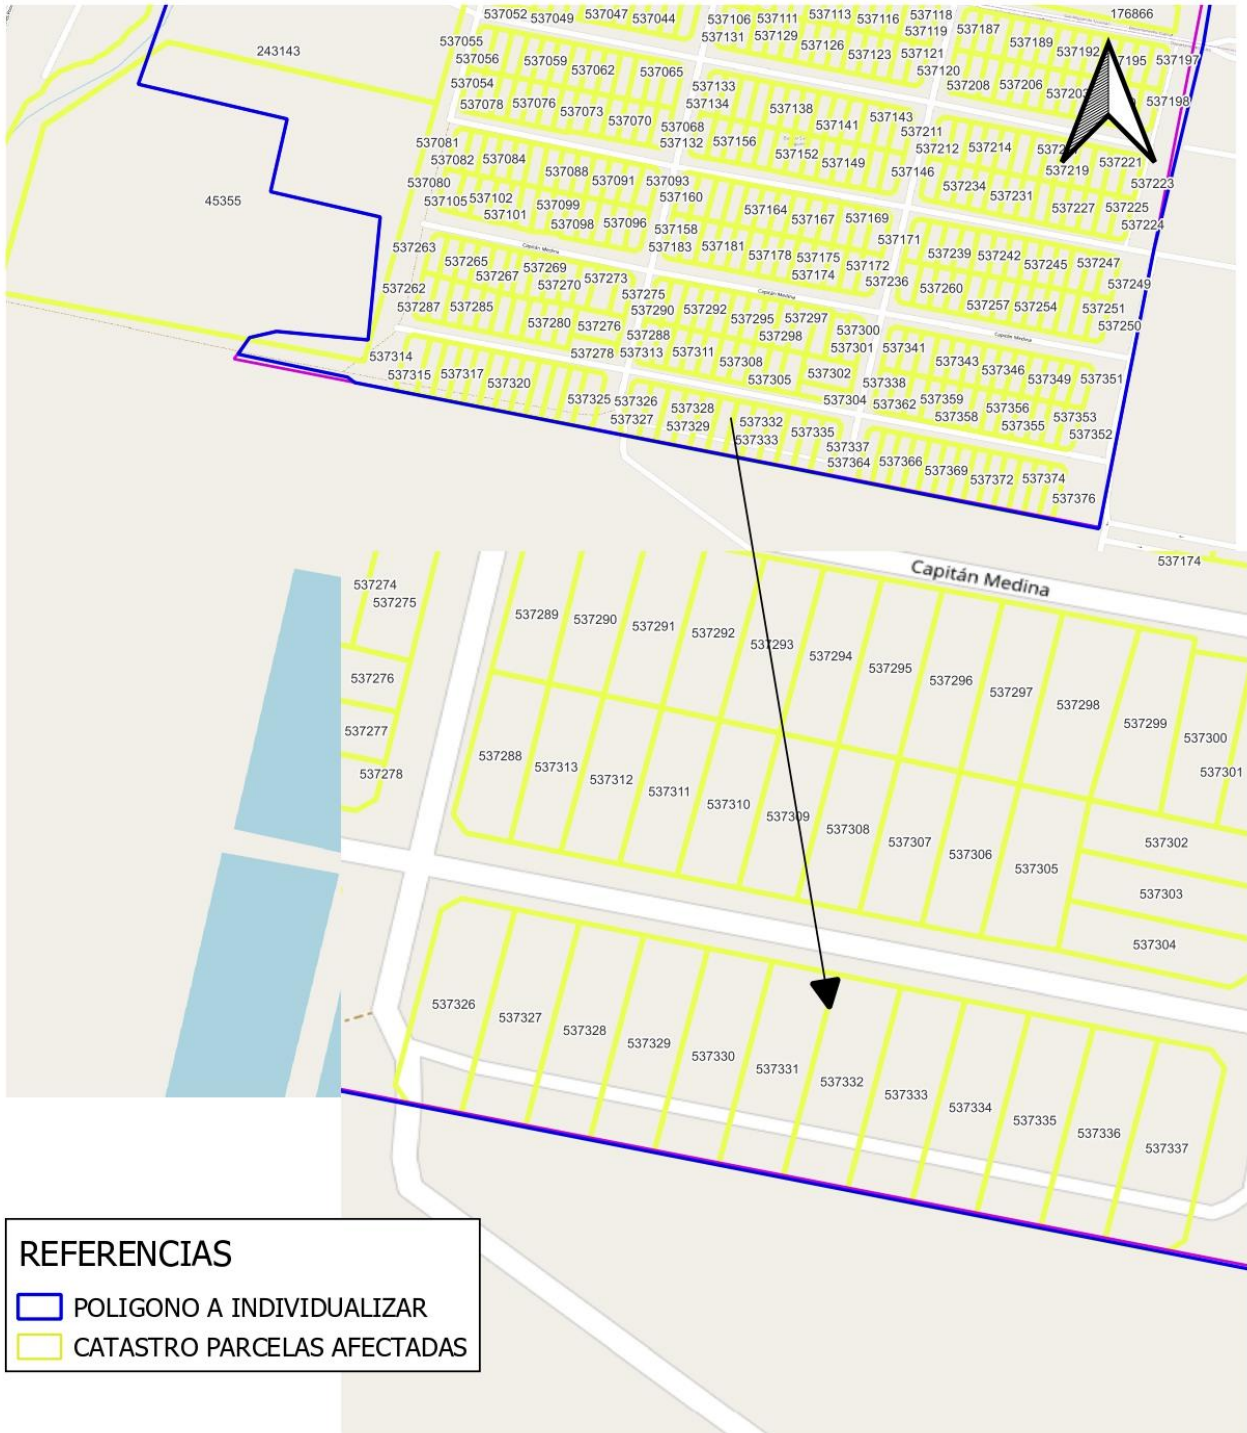 537052 537049 537047 537044 537106 537111 537113 537116 537118 176866
537055 537131 537129 537126 537123 537119 537121 537187 537189 537192 537195 537197
243143 537056 537059 537062 537065 537120
537054 537133 537208 537206 537203 537198
537078 537076 537073 537070 537134 537138 537141 537143
537068 537211
537081 537132 537156 537152 537149 537212 537214 537219 537221
537082 537084 537088 537091 537093 537146 537223
537080 537160 537234 537231
45355 537105 537102 537101 537099 537098 537096 537164 537167 537169 537227 537225 537224
537158
537263 537183 537181 537178 537175 537171
Capitán Medina
537265 537267 537269 537270 537273 537174 537172 537239 537242 537245 537247
537262 537275 537236 537260 537249
Capitán Medina
537287 537285 537290 537292 537295 537297 537257 537254 537251 537250
537280 537276 537288 537298 537300
Capitán Medina
537314 537278 537313 537311 537308 537301 537341 537343 537346 537349 537351
537315 537317 537320 537305 537302 537338
537325 537326 537328 537304 537362 537359 537358 537356 537355 537353 537352
537327 537329 537332 537333 537335 537337
537364 537366 537369 537372 537374 537376
537174
Capitán Medina
537274 537275
537289 537290 537291 537292 537293 537294 537295 537296 537297 537298 537299 537300 537301
537276
537277
537278
537288 537313 537312 537311 537310 537309 537308 537307 537306 537305
537302
537303
537304
537326 537327 537328 537329 537330 537331 537332 537333 537334 537335 537336 537337
REFERENCIAS
POLIGONO A INDIVIDUALIZAR
CATASTRO PARCELAS AFECTADAS